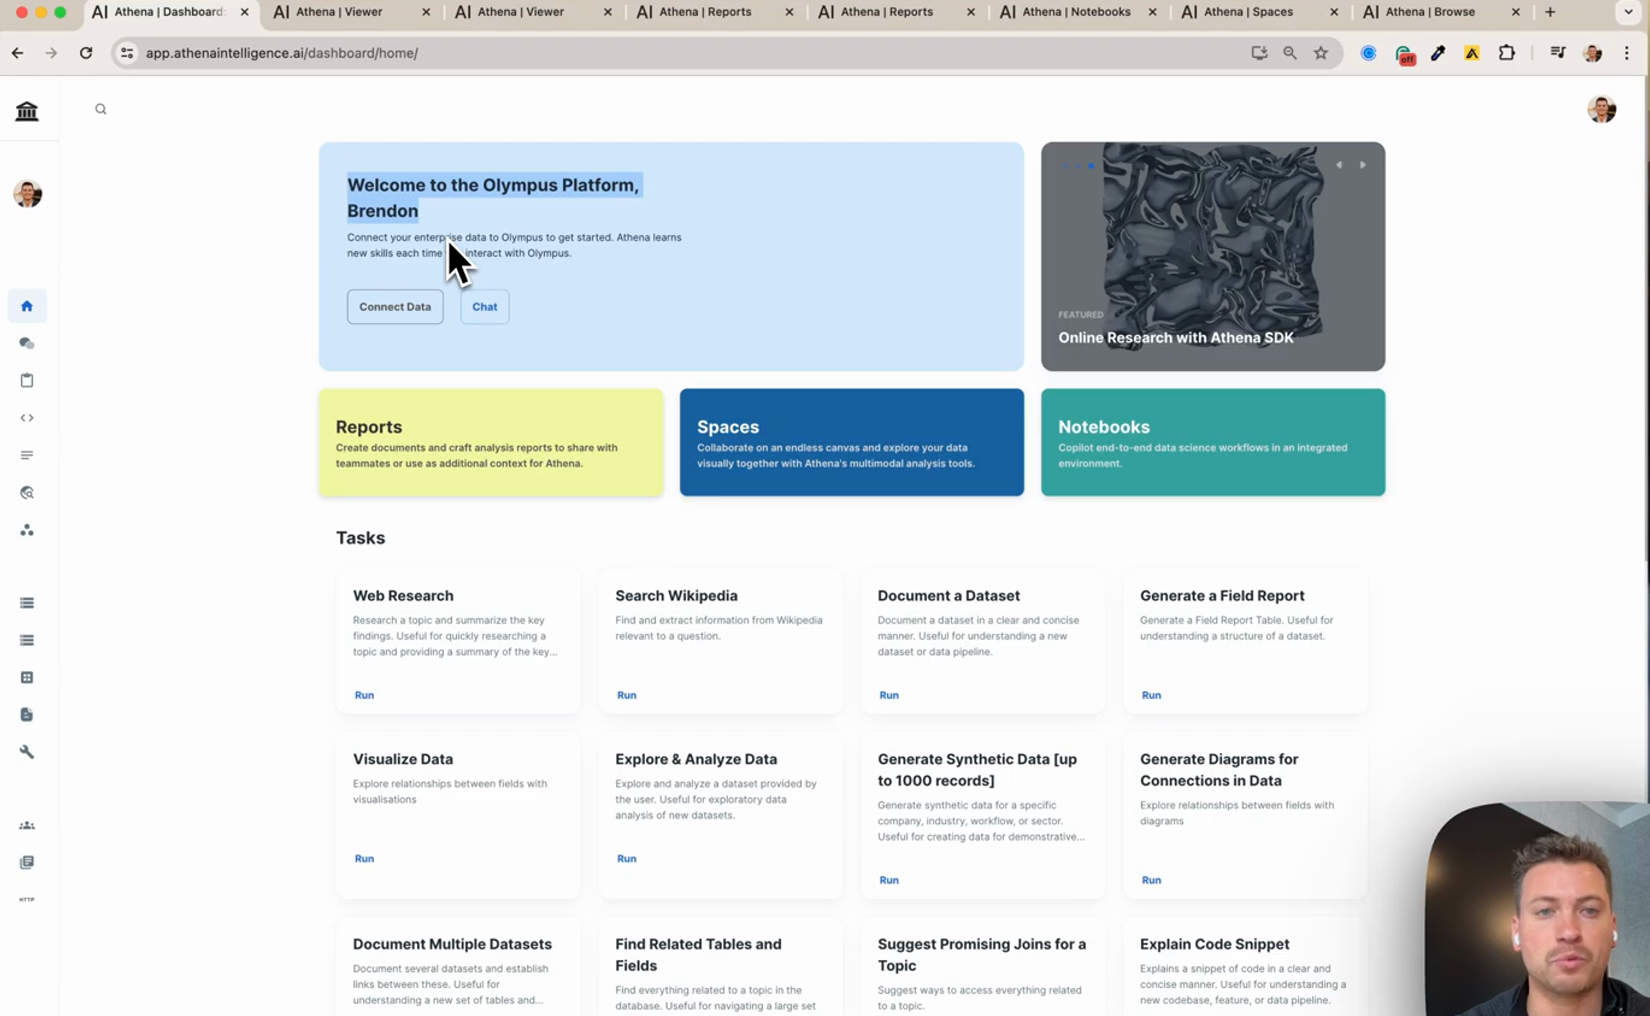 AI Athena | Dashboard:
AI Athena | Viewer
AI Athena | Viewer
AI Athena | Reports
AI Athena | Reports
AI Athena | Notebooks
AI Athena | Spaces
AI Athena | Browse
app.athenaintelligence.ai/dashboard/home/
off
Welcome to the Olympus Platform,
Brendon
Connect your enterprise data to Olympus to get started. Athena learns
new skills each time interact with Olympus.
Connect Data
Chat
FEATURED
Online Research with Athena SDK
Reports
Create documents and craft analysis reports to share with
teammates or use as additional context for Athena.
Spaces
Collaborate on an endless canvas and explore your data
visually together with Athena's multimodal analysis tools.
Notebooks
Copilot end-to-end data science workflows in an integrated
environment.
Tasks
Web Research
Research a topic and summarize the key
findings. Useful for quickly researching a
topic and providing a summary of the key...
Run
Search Wikipedia
Find and extract information from Wikipedia
relevant to a question.
Run
Document a Dataset
Document a dataset in a clear and concise
manner. Useful for understanding a new
dataset or data pipeline.
Run
Generate a Field Report
Generate a Field Report Table. Useful for
understanding a structure of a dataset.
Run
Visualize Data
Explore relationships between fields with
visualisations
Run
Explore & Analyze Data
Explore and analyze a dataset provided by
the user. Useful for exploratory data
analysis of new datasets.
Run
Generate Synthetic Data [up
to 1000 records]
Generate synthetic data for a specific
company, industry, workflow, or sector.
Useful for creating data for demonstrative...
Run
Generate Diagrams for
Connections in Data
Explore relationships between fields with
diagrams
Run
HTTP
Document Multiple Datasets
Document several datasets and establish
links between these. Useful for
understanding a new set of tables and...
Find Related Tables and
Fields
Find everything related to a topic in the
database. Useful for navigating a large set
Suggest Promising Joins for a
Topic
Suggest ways to access everything related
to a topic.
Explain Code Snippet
Explains a snippet of code in a clear and
concise manner. Useful for understanding a
new codebase, feature, or data pipeline.